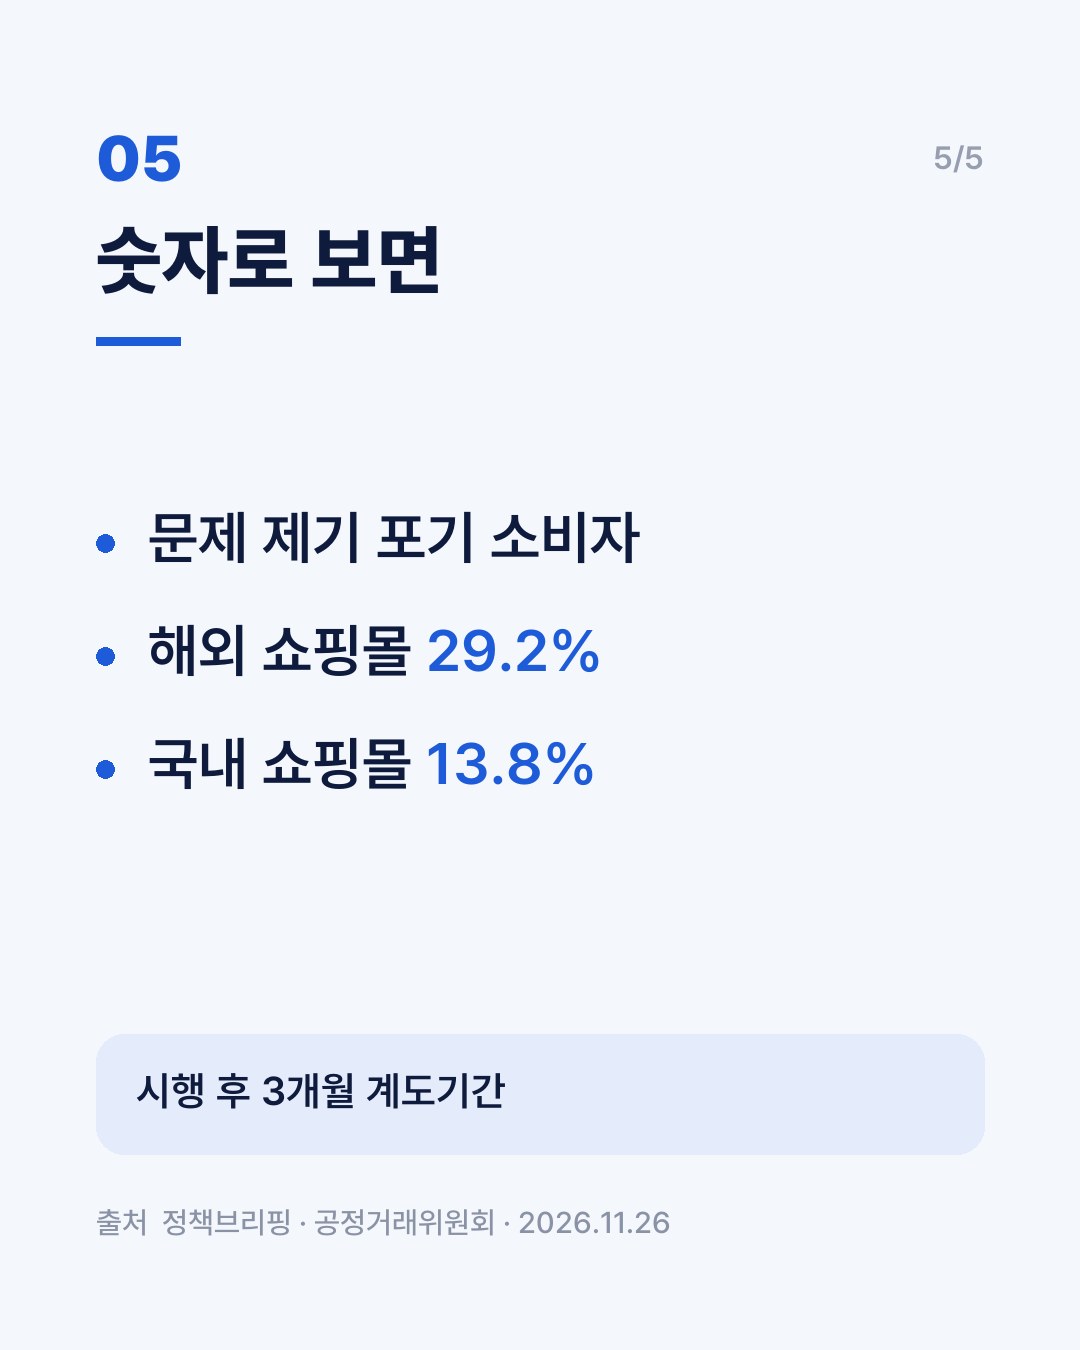 05
5/5
숫자로 보면
문제 제기 포기 소비자
해외 쇼핑몰 29.2%
국내 쇼핑몰 13.8%
시행 후 3개월 계도기간
출처 정책브리핑 · 공정거래위원회 · 2026.11.26